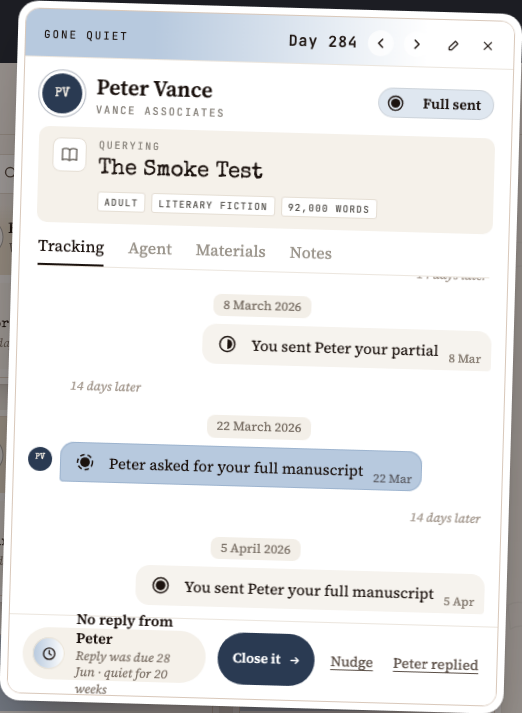 GONE QUIET
Day 284
PV
Peter Vance
VANCE ASSOCIATES
Full sent
QUERYING
The Smoke Test
ADULT
LITERARY FICTION
92,000 WORDS
Tracking
Agent
Materials
Notes
14 days later
8 March 2026
You sent Peter your partial
8 Mar
14 days later
22 March 2026
PV
Peter asked for your full manuscript
22 Mar
14 days later
5 April 2026
You sent Peter your full manuscript
5 Apr
No reply from
Peter
Reply was due 28
Jun · quiet for 20
weeks
Close it →
Nudge
Peter replied